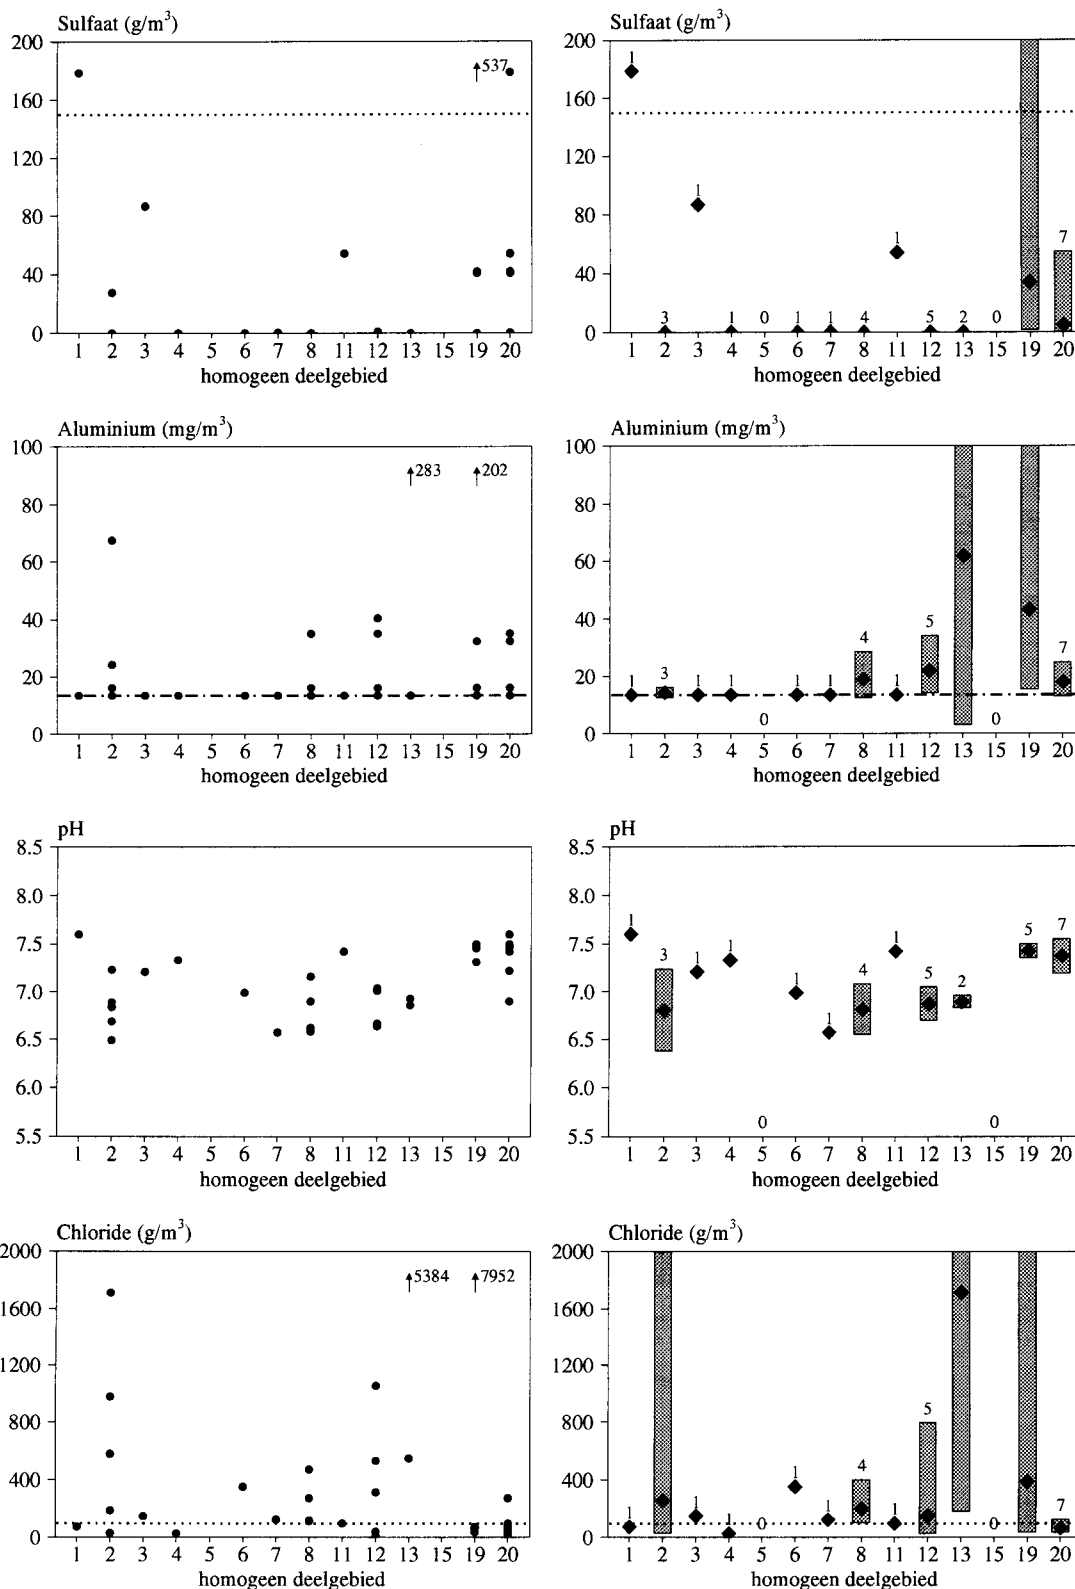 Sulfaat (g/m³)
200
160
120
80
40
0
↑537
1 2 3 4 5 6 7 8 11 12 13 15 19 20
homogeen deelgebied
Sulfaat (g/m³)
200
160
120
80
40
0
1 3 1 1 0 1 1 4 1 5 2 0 7
1 2 3 4 5 6 7 8 11 12 13 15 19 20
homogeen deelgebied
Aluminium (mg/m³)
100
80
60
40
20
0
↑283 ↑202
1 2 3 4 5 6 7 8 11 12 13 15 19 20
homogeen deelgebied
Aluminium (mg/m³)
100
80
60
40
20
0
1 3 1 1 0 1 1 4 1 5 0 7
1 2 3 4 5 6 7 8 11 12 13 15 19 20
homogeen deelgebied
pH
8.5
8.0
7.5
7.0
6.5
6.0
5.5
1 2 3 4 5 6 7 8 11 12 13 15 19 20
homogeen deelgebied
pH
8.5
8.0
7.5
7.0
6.5
6.0
5.5
1 3 1 1 0 1 1 4 1 5 2 0 5 7
1 2 3 4 5 6 7 8 11 12 13 15 19 20
homogeen deelgebied
Chloride (g/m³)
2000
1600
1200
800
400
0
↑5384 ↑7952
1 2 3 4 5 6 7 8 11 12 13 15 19 20
homogeen deelgebied
Chloride (g/m³)
2000
1600
1200
800
400
0
1 1 1 0 1 1 4 1 5 0 7
1 2 3 4 5 6 7 8 11 12 13 15 19 20
homogeen deelgebied